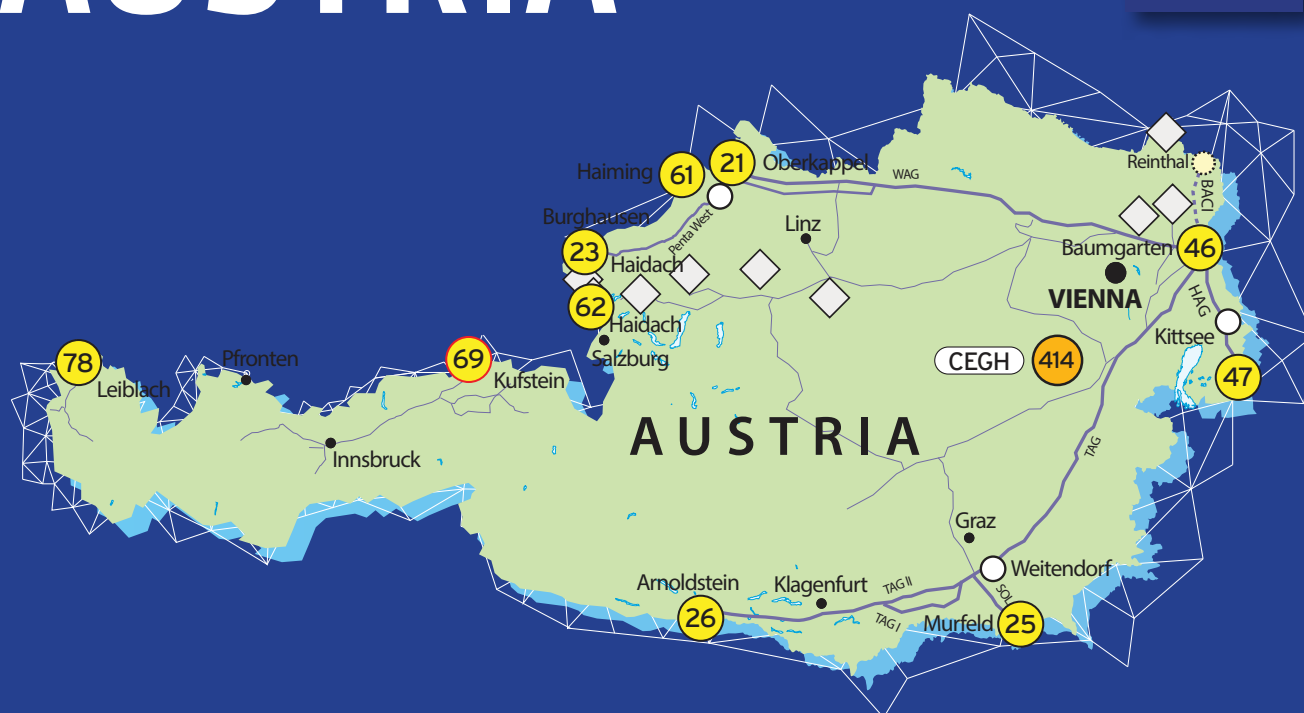 AUSTRIA
Reinthal
BACI
Haiming
61
21
Oberkappel
WAG
Burghausen
Penta West
Linz
23
Haidach
Baumgarten
46
VIENNA
HAG
62
Haidach
Salzburg
Kittsee
78
Leiblach
Pfronten
69
Kufstein
CEGH
414
47
AUSTRIA
TAG
Innsbruck
Graz
Weitendorf
Arnoldstein
26
Klagenfurt
TAG II
TAG I
SOL
Murfeld
25